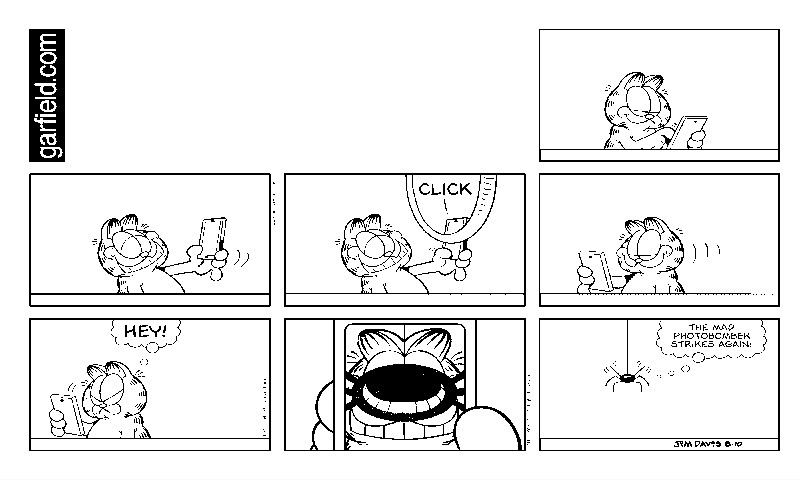 garfield.com
CLICK
HEY!
THE MAD
PHOTOBOMBER
STRIKES AGAIN!
JIM DAVIS 8-10